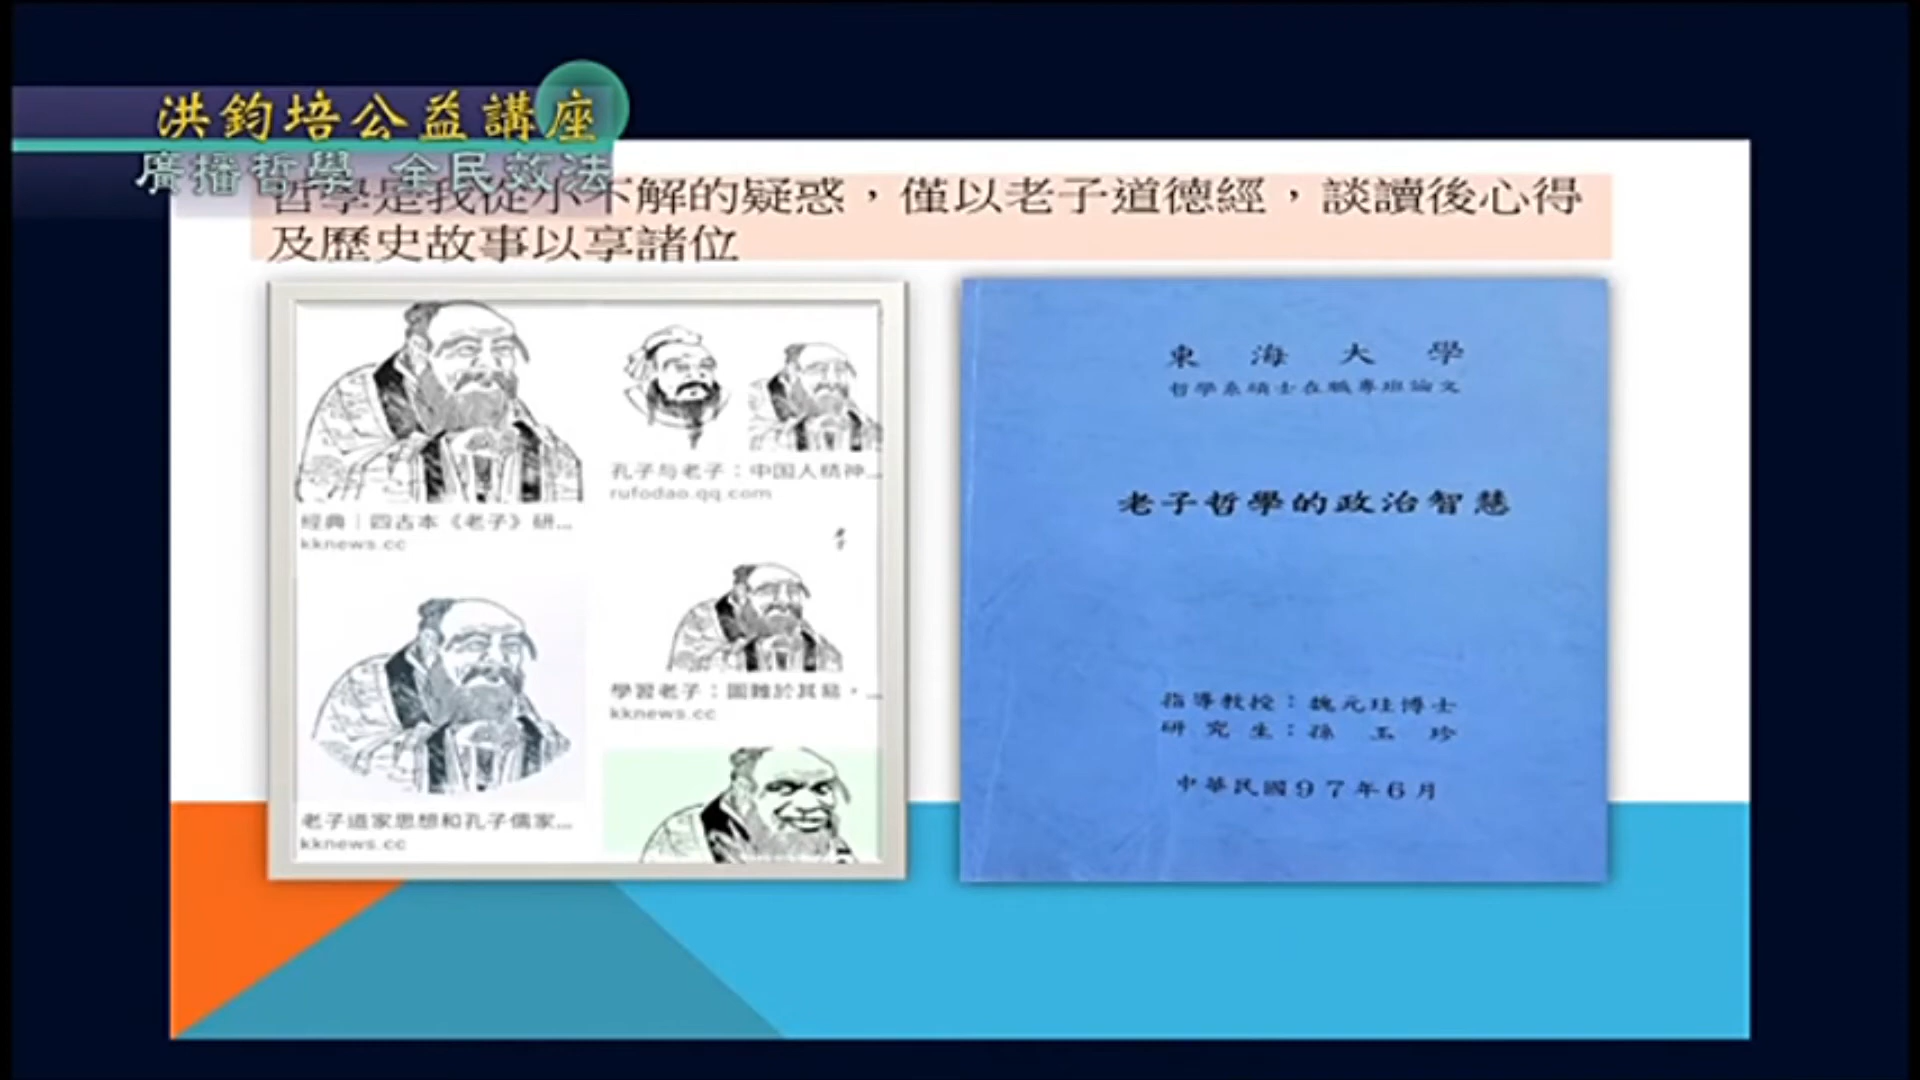 洪鈞培公益講座
廣播哲學 全民效法
哲學是我從小不解的疑惑，僅以老子道德經，談讀後心得
及歷史故事以享諸位
經典｜四古本《老子》研...
kknews.cc
孔子与老子：中国人精神...
rufodao.qq.com
老子
學習老子：圖難於其易，...
kknews.cc
老子道家思想和孔子儒家...
kknews.cc
東海大學
哲學系碩士在職專班論文
老子哲學的政治智慧
指導教授：魏元珪博士
研究生：孫玉珍
中華民國97年6月